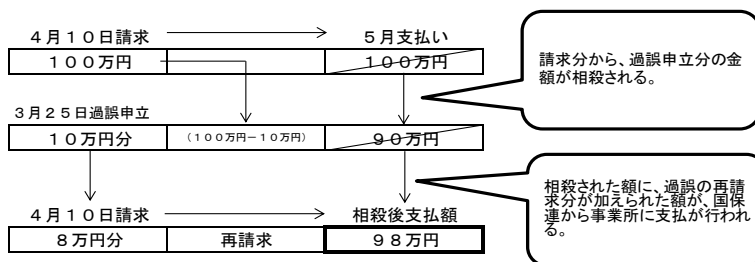 ４月１０日請求
５月支払い
１００万円
１００万円
請求分から、過誤申立分の金
額が相殺される。
３月２５日過誤申立
１０万円分
（１００万円－１０万円）
９０万円
相殺された額に、過誤の再請
求分が加えられた額が、国保
連から事業所に支払が行われ
る。
４月１０日請求
相殺後支払額
８万円分
再請求
９８万円